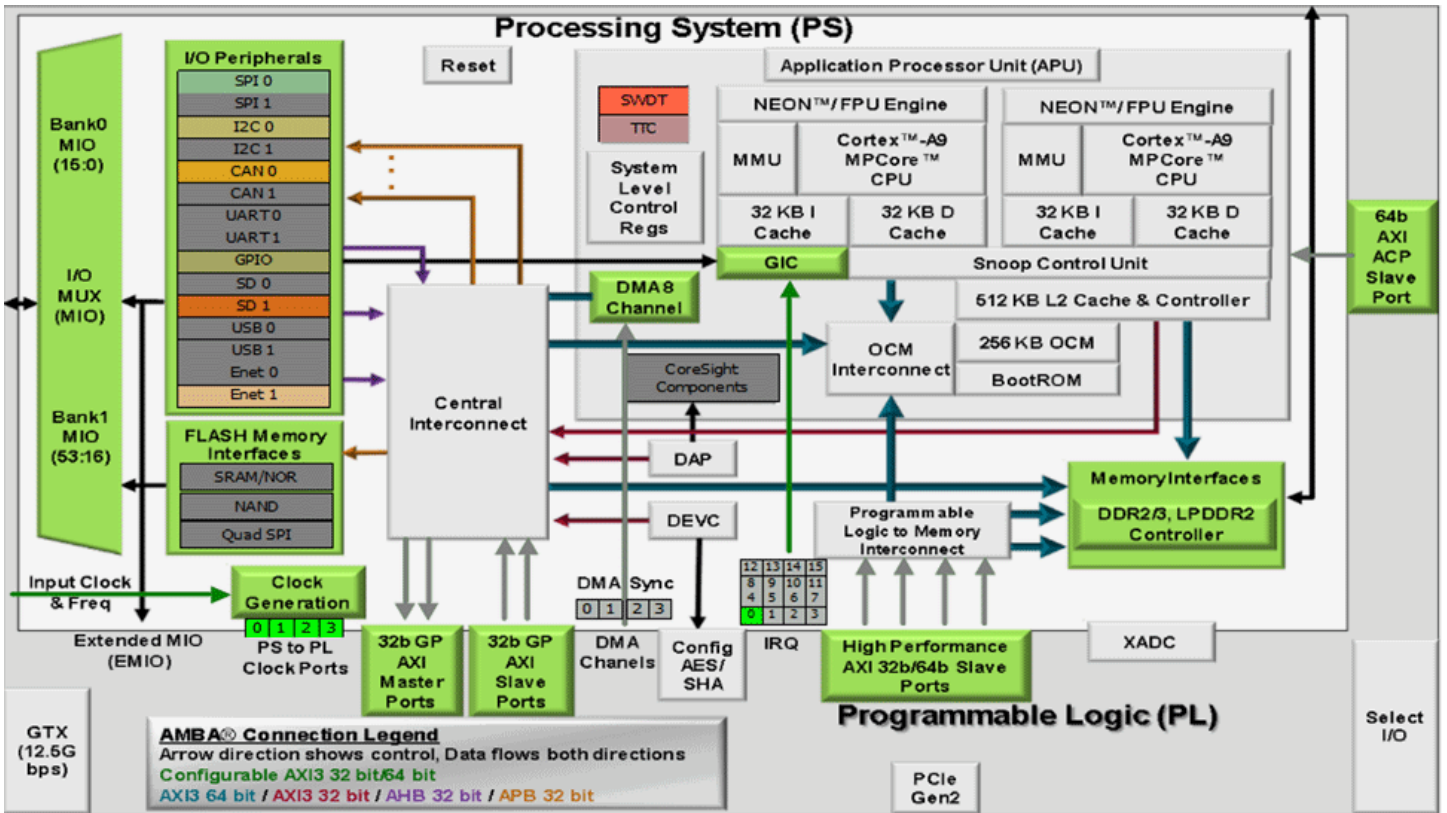 Processing System (PS)
Reset
Bank0
MIO
(15:0)
I/O
MUX
(MIO)
Bank1
MIO
(53:16)
I/O Peripherals
SPI 0
SPI 1
I2C 0
I2C 1
CAN 0
CAN 1
UART0
UART1
GPIO
SD 0
SD 1
USB 0
USB 1
Enet 0
Enet 1
FLASH Memory
Interfaces
SRAM/NOR
NAND
Quad SPI
Application Processor Unit (APU)
SWDT
TTC
System
Level
Control
Regs
NEON™/FPU Engine
MMU
Cortex™-A9
MPCore™
CPU
32 KB I
Cache
32 KB D
Cache
NEON™/FPU Engine
MMU
Cortex™-A9
MPCore™
CPU
32 KB I
Cache
32 KB D
Cache
GIC
Snoop Control Unit
DMA8
Channel
512 KB L2 Cache & Controller
OCM
Interconnect
256 KB OCM
BootROM
CoreSight
Components
Central
Interconnect
DAP
DEVC
Programmable
Logic to Memory
Interconnect
Memory Interfaces
DDR2/3, LPDDR2
Controller
64b
AXI
ACP
Slave
Port
Input Clock
& Freq
Clock
Generation
0 1 2 3
PS to PL
Clock Ports
Extended MIO
(EMIO)
32b GP
AXI
Master
Ports
32b GP
AXI
Slave
Ports
DMA Sync
0 1 2 3
DMA
Chanels
Config
AES/
SHA
12 13 14 15
8 9 10 11
4 5 6 7
0 1 2 3
IRQ
High Performance
AXI 32b/64b Slave
Ports
XADC
Programmable Logic (PL)
GTX
(12.5G
bps)
AMBA® Connection Legend
Arrow direction shows control, Data flows both directions
Configurable AXI3 32 bit/64 bit
AXI3 64 bit / AXI3 32 bit / AHB 32 bit / APB 32 bit
PCIe
Gen2
Select
I/O